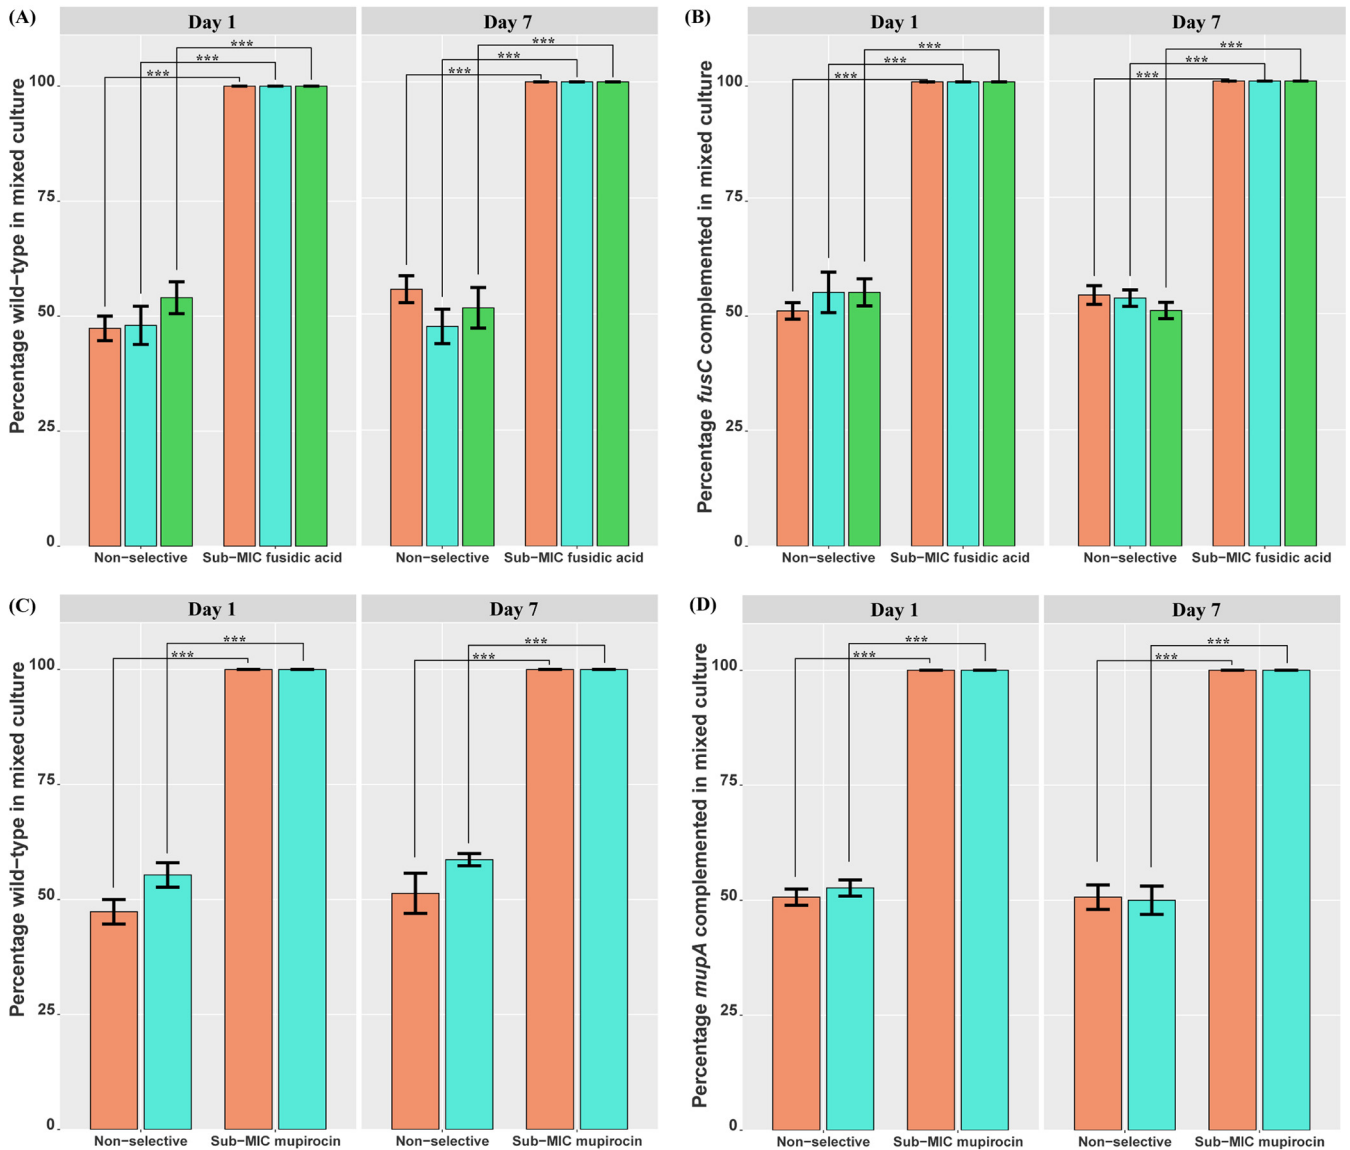 (A)
Day 1
Day 7
Percentage wild−type in mixed culture
100
75
50
25
0
***
***
***
***
***
***
Non−selective
Sub−MIC fusidic acid
Non−selective
Sub−MIC fusidic acid
(B)
Day 1
Day 7
Percentage fusC complemented in mixed culture
100
75
50
25
0
***
***
***
***
***
***
Non−selective
Sub−MIC fusidic acid
Non−selective
Sub−MIC fusidic acid
(C)
Day 1
Day 7
Percentage wild−type in mixed culture
100
75
50
25
0
***
***
***
***
Non−selective
Sub−MIC mupirocin
Non−selective
Sub−MIC mupirocin
(D)
Day 1
Day 7
Percentage mupA complemented in mixed culture
100
75
50
25
0
***
***
***
***
Non−selective
Sub−MIC mupirocin
Non−selective
Sub−MIC mupirocin